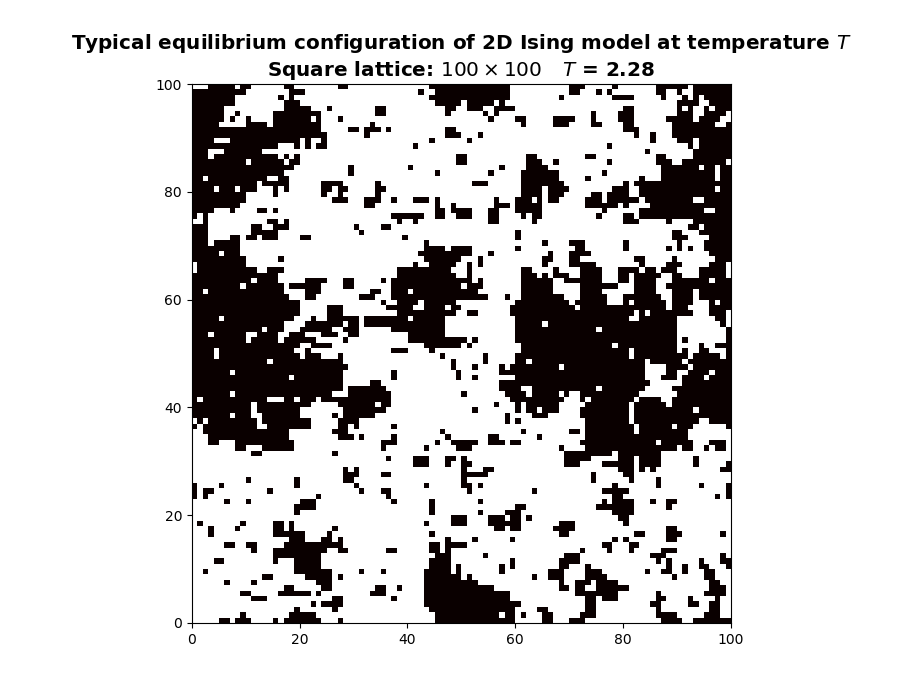 Typical equilibrium configuration of 2D Ising model at temperature T
Square lattice: 100 × 100 T = 2.28
100
80
60
40
20
0
0 20 40 60 80 100